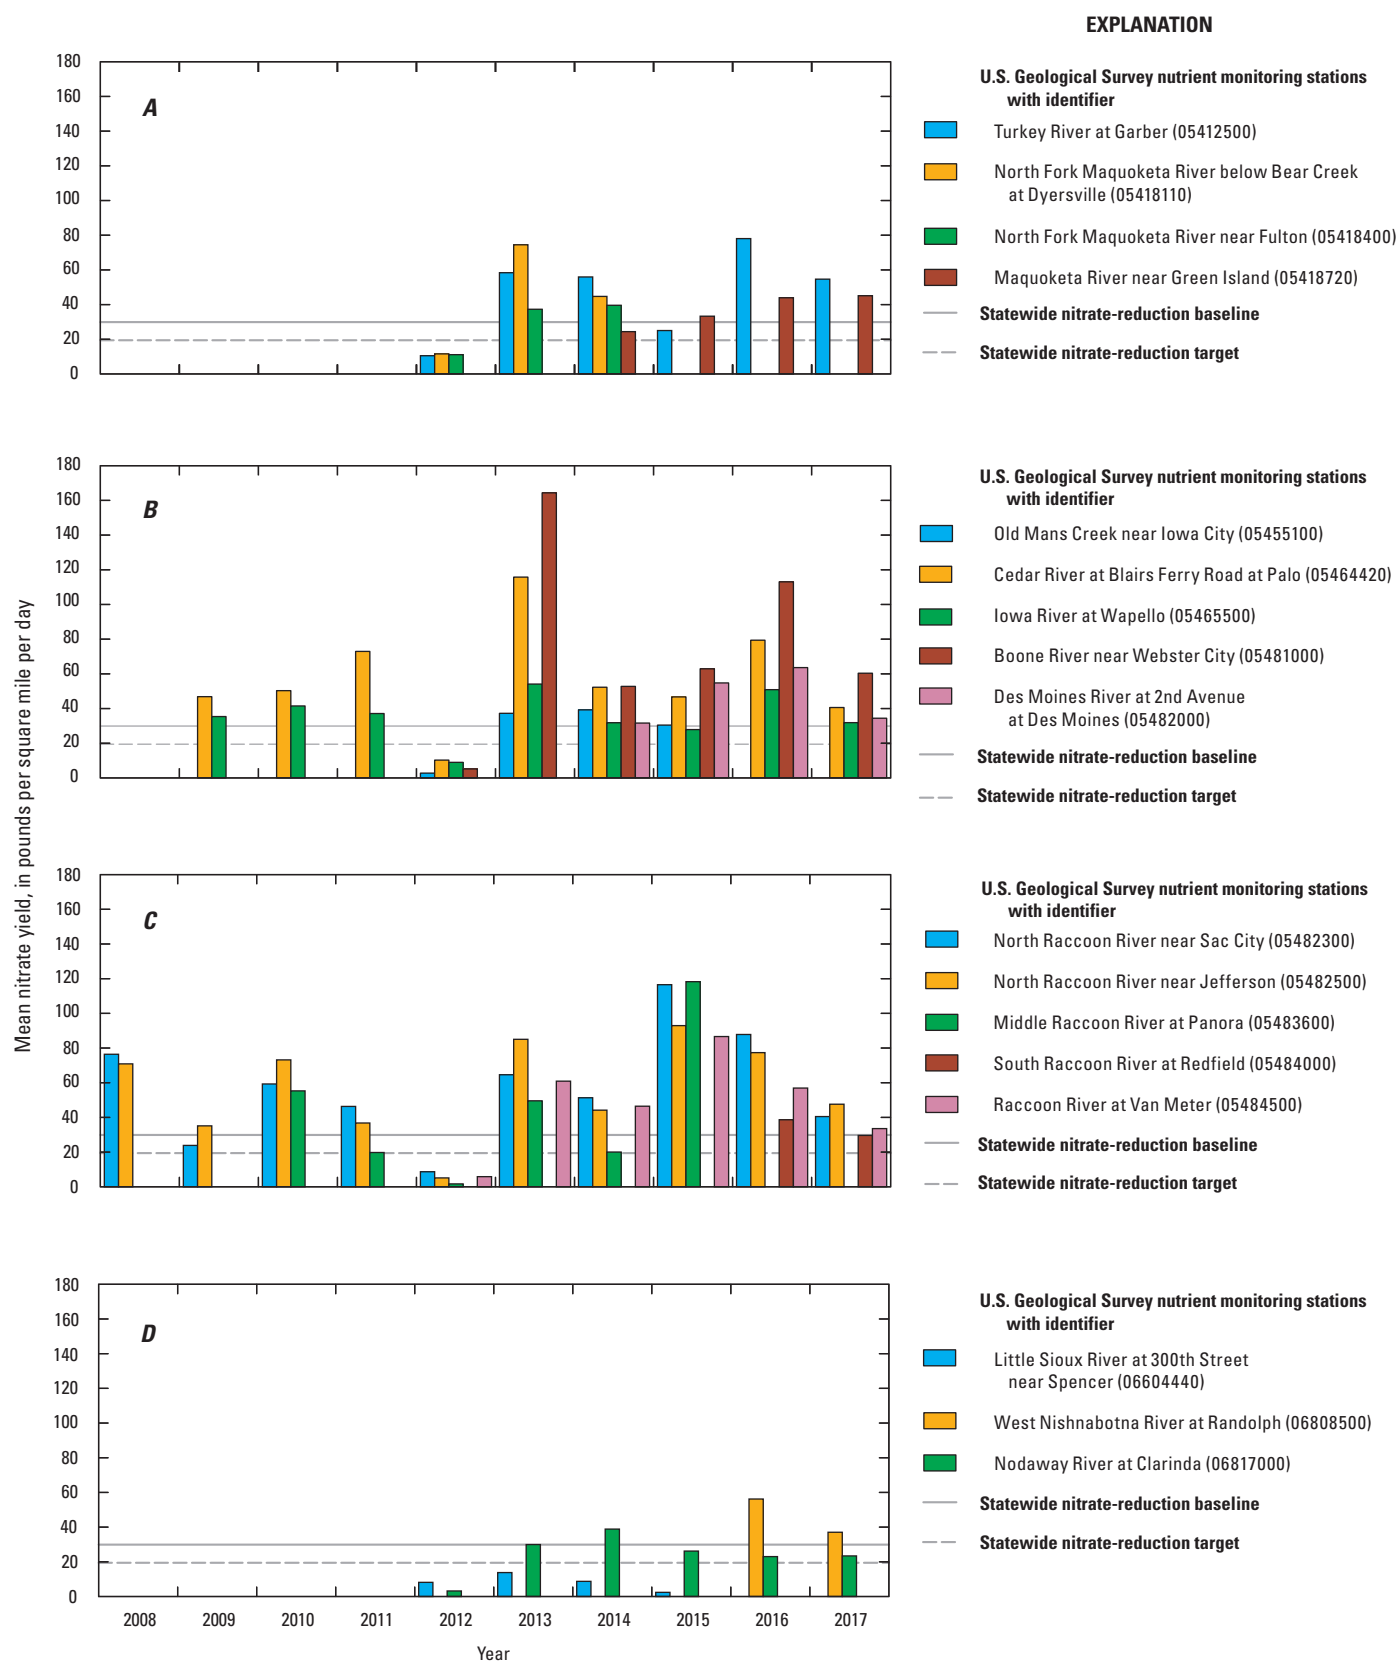 EXPLANATION
Mean nitrate yield, in pounds per square mile per day
180
160
140
120
100
80
60
40
20
0
A
U.S. Geological Survey nutrient monitoring stations
with identifier
Turkey River at Garber (05412500)
North Fork Maquoketa River below Bear Creek
at Dyersville (05418110)
North Fork Maquoketa River near Fulton (05418400)
Maquoketa River near Green Island (05418720)
Statewide nitrate-reduction baseline
Statewide nitrate-reduction target
180
160
140
120
100
80
60
40
20
0
B
U.S. Geological Survey nutrient monitoring stations
with identifier
Old Mans Creek near Iowa City (05455100)
Cedar River at Blairs Ferry Road at Palo (05464420)
Iowa River at Wapello (05465500)
Boone River near Webster City (05481000)
Des Moines River at 2nd Avenue
at Des Moines (05482000)
Statewide nitrate-reduction baseline
Statewide nitrate-reduction target
180
160
140
120
100
80
60
40
20
0
C
U.S. Geological Survey nutrient monitoring stations
with identifier
North Raccoon River near Sac City (05482300)
North Raccoon River near Jefferson (05482500)
Middle Raccoon River at Panora (05483600)
South Raccoon River at Redfield (05484000)
Raccoon River at Van Meter (05484500)
Statewide nitrate-reduction baseline
Statewide nitrate-reduction target
180
160
140
120
100
80
60
40
20
0
D
U.S. Geological Survey nutrient monitoring stations
with identifier
Little Sioux River at 300th Street
near Spencer (06604440)
West Nishnabotna River at Randolph (06808500)
Nodaway River at Clarinda (06817000)
Statewide nitrate-reduction baseline
Statewide nitrate-reduction target
2008 2009 2010 2011 2012 2013 2014 2015 2016 2017
Year